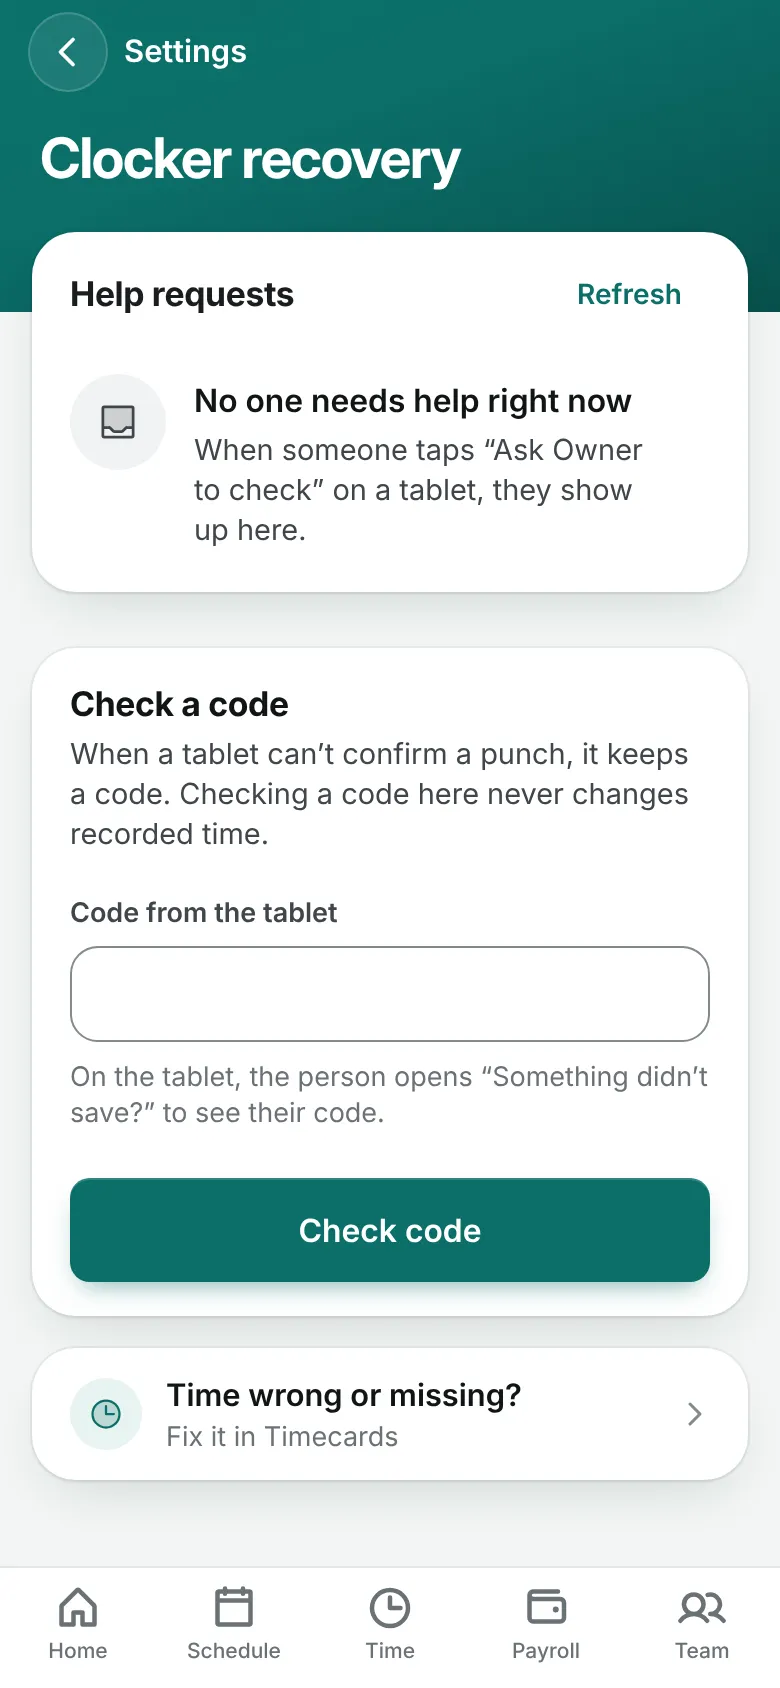 Settings
Clocker recovery
Help requests
Refresh
No one needs help right now
When someone taps “Ask Owner
to check” on a tablet, they show
up here.
Check a code
When a tablet can’t confirm a punch, it keeps
a code. Checking a code here never changes
recorded time.
Code from the tablet
On the tablet, the person opens “Something didn’t
save?” to see their code.
Check code
Time wrong or missing?
Fix it in Timecards
Home
Schedule
Time
Payroll
Team